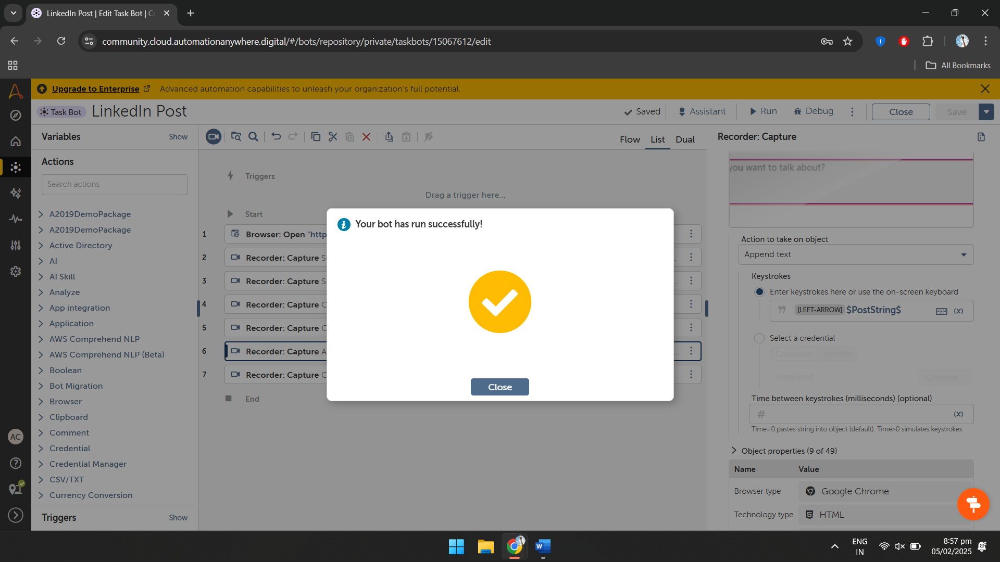 LinkedIn Post | Edit Task Bot | Co
community.cloud.automationanywhere.digital/#/bots/repository/private/taskbots/15067612/edit
All Bookmarks
Upgrade to Enterprise Advanced automation capabilities to unleash your organization's full potential.
Task Bot LinkedIn Post
Saved Assistant Run Debug Close Save
Variables Show
Flow List Dual
Recorder: Capture
Actions
Search actions
A2019DemoPackage
A2019DemoPackage
Active Directory
AI
AI Skill
Analyze
App integration
Application
AWS Comprehend NLP
AWS Comprehend NLP (Beta)
Boolean
Bot Migration
Browser
Clipboard
Comment
Credential
Credential Manager
CSV/TXT
Currency Conversion
Triggers Show
AC
Triggers
Drag a trigger here...
Start
1 Browser: Open "http ..
2 Recorder: Capture S .
3 Recorder: Capture S ...
4 Recorder: Capture C
5 Recorder: Capture C
6 Recorder: Capture A ...
7 Recorder: Capture C
End
Your bot has run successfully!
Close
you want to talk about?
Action to take on object
Append text
Keystrokes
Enter keystrokes here or use the on-screen keyboard
[LEFT-ARROW] $PostString$ (x)
Select a credential
Credential Variable
Required Choose...
Time between keystrokes (milliseconds) (optional)
# (x)
Time=0 pastes string into object (default). Time>0 simulates keystrokes
Object properties (9 of 49)
Name Value
Browser type Google Chrome
Technology type HTML
ENG
IN
8:57 pm
05/02/2025